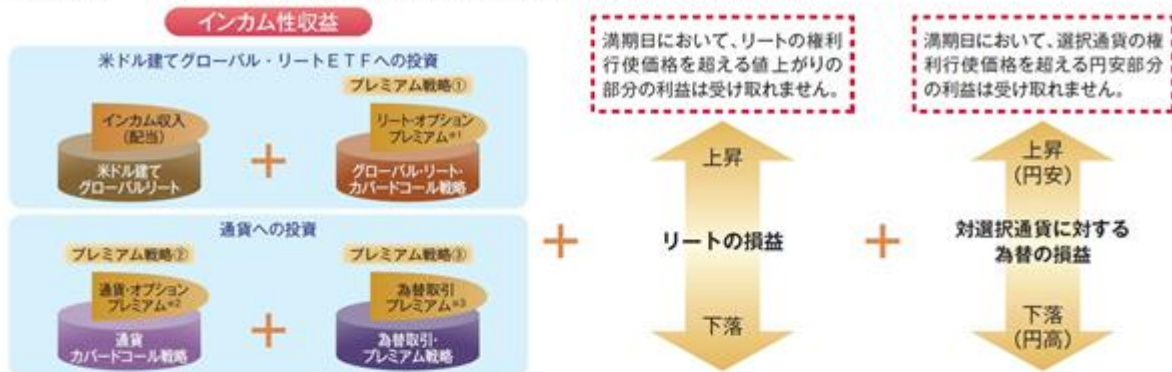 インカム性収益
米ドル建てグローバル・リートETFへの投資
プレミアム戦略①
インカム収入
(配当)
米ドル建て
グローバルリート
+
リート・オプション
プレミアム※1
グローバル・リート・
カバードコール戦略
通貨への投資
プレミアム戦略②
通貨・オプション
プレミアム※2
通貨
カバードコール戦略
+
プレミアム戦略③
為替取引
プレミアム※3
為替取引・
プレミアム戦略
+
満期日において、リートの権利
行使価格を超える値上がりの
部分の利益は受け取れません。
上昇
リートの損益
下落
+
満期日において、選択通貨の権
利行使価格を超える円安部分
の利益は受け取れません。
上昇
(円安)
対選択通貨に対する
為替の損益
下落
(円高)